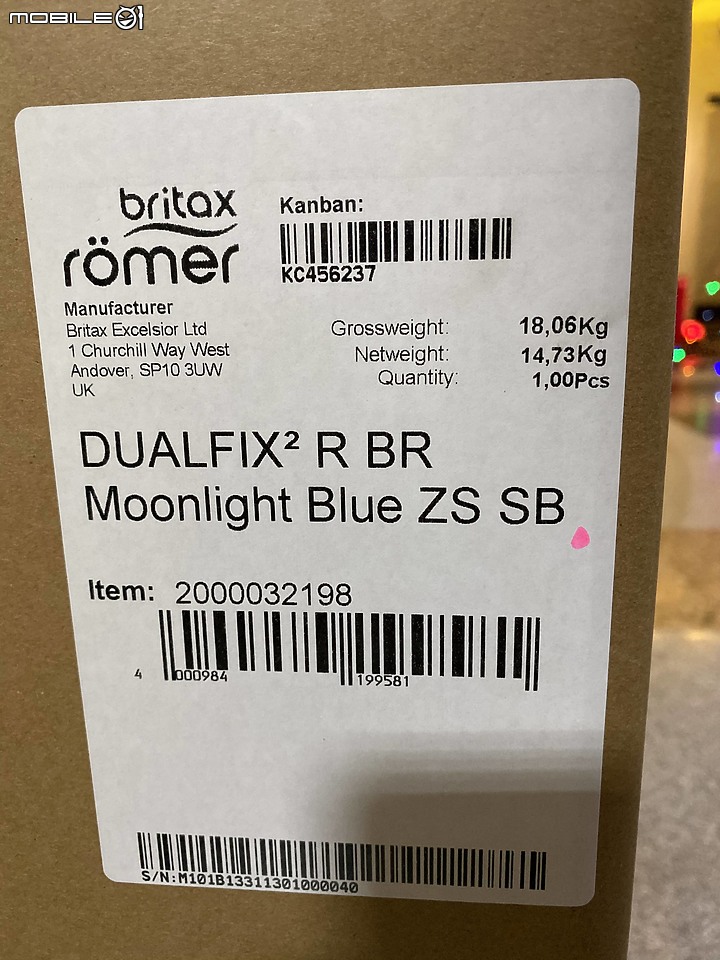 MOBILE01
britax
römer
Kanban:
KC456237
Manufacturer
Britax Excelsior Ltd
1 Churchill Way West
Andover, SP10 3UW
UK
Grossweight: 18,06Kg
Netweight: 14,73Kg
Quantity: 1,00Pcs
DUALFIX² R BR
Moonlight Blue ZS SB
Item: 2000032198
4 000984 199581
S/N:M101B13311301000040